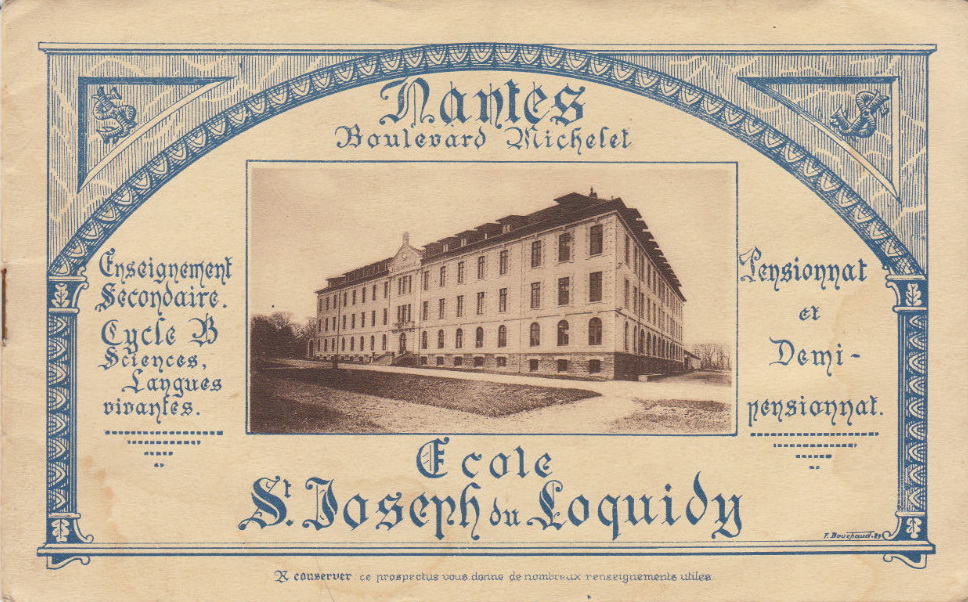 Nantes
Boulevard Michelet
Enseignement
Secondaire.
Cycle B
Sciences,
Langues
vivantes.
Pensionnat
et
Demi-
pensionnat.
Ecole
St. Joseph du Loquidy
F. Bouchaud.
A conserver ce prospectus vous donne de nombreux renseignements utiles.